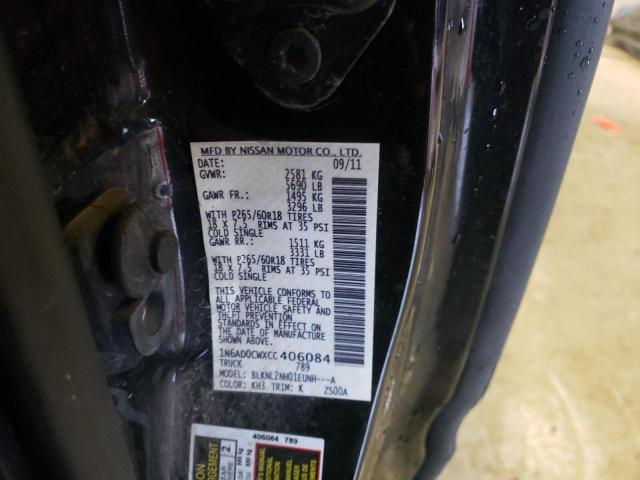 MFD BY NISSAN MOTOR CO., LTD.
DATE: 09/11
GVWR: 2581 KG
5690 LB
GAWR FR.: 1495 KG
3296 LB
WITH P265/60R18 TIRES
18 X 7.5 RIMS AT 35 PSI
COLD SINGLE
GAWR RR.: 1511 KG
3331 LB
WITH P265/60R18 TIRES
18 X 7.5 RIMS AT 35 PSI
COLD SINGLE
THIS VEHICLE CONFORMS TO
ALL APPLICABLE FEDERAL
MOTOR VEHICLE SAFETY AND
THEFT PREVENTION
STANDARDS IN EFFECT ON THE
DATE OF MANUFACTURE
SHOWN ABOVE.
1N6AD0CWXCC 406084
TRUCK 789
MODEL: BLKNL2NH01EUNH---A
COLOR: KH3 TRIM: K 2500A
406084 789
2